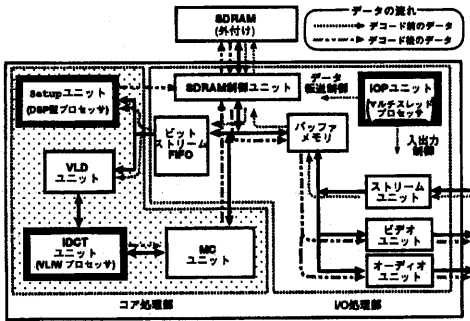 SDRAM
(外付け)
データの流れ
デコード前のデータ
デコード後のデータ
Setupユニット
(DSP型プロセッサ)
SDRAM制御ユニット
データ
転送制御
IOPユニット
(マルチスレッド
プロセッサ)
ビット
ストリーム
FIFO
バッファ
メモリ
入出力
制御
VLD
ユニット
ストリーム
ユニット
IDCT
ユニット
(VLIWプロセッサ)
MC
ユニット
ビデオ
ユニット
オーディオ
ユニット
コア処理部
I/O処理部